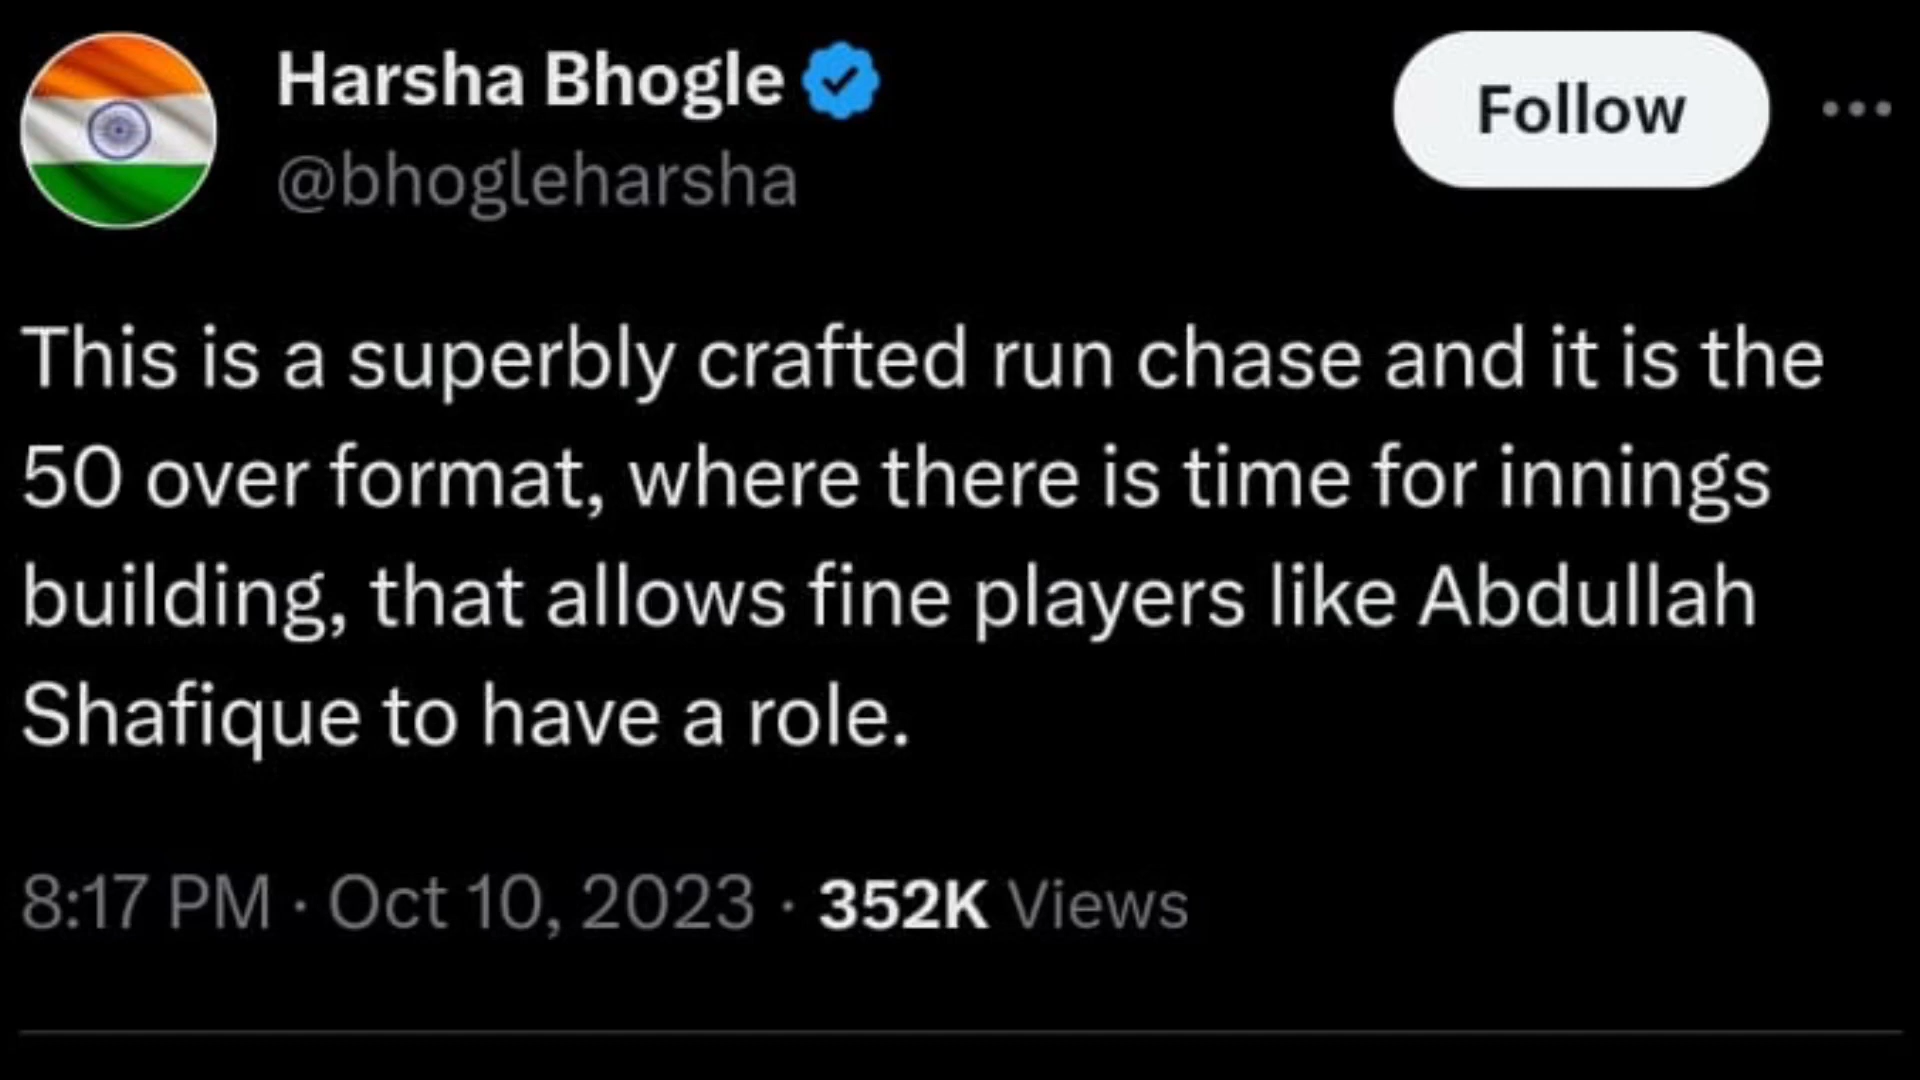 Harsha Bhogle
@bhogleharsha
Follow
This is a superbly crafted run chase and it is the
50 over format, where there is time for innings
building, that allows fine players like Abdullah
Shafique to have a role.
8:17 PM · Oct 10, 2023 · 352K Views